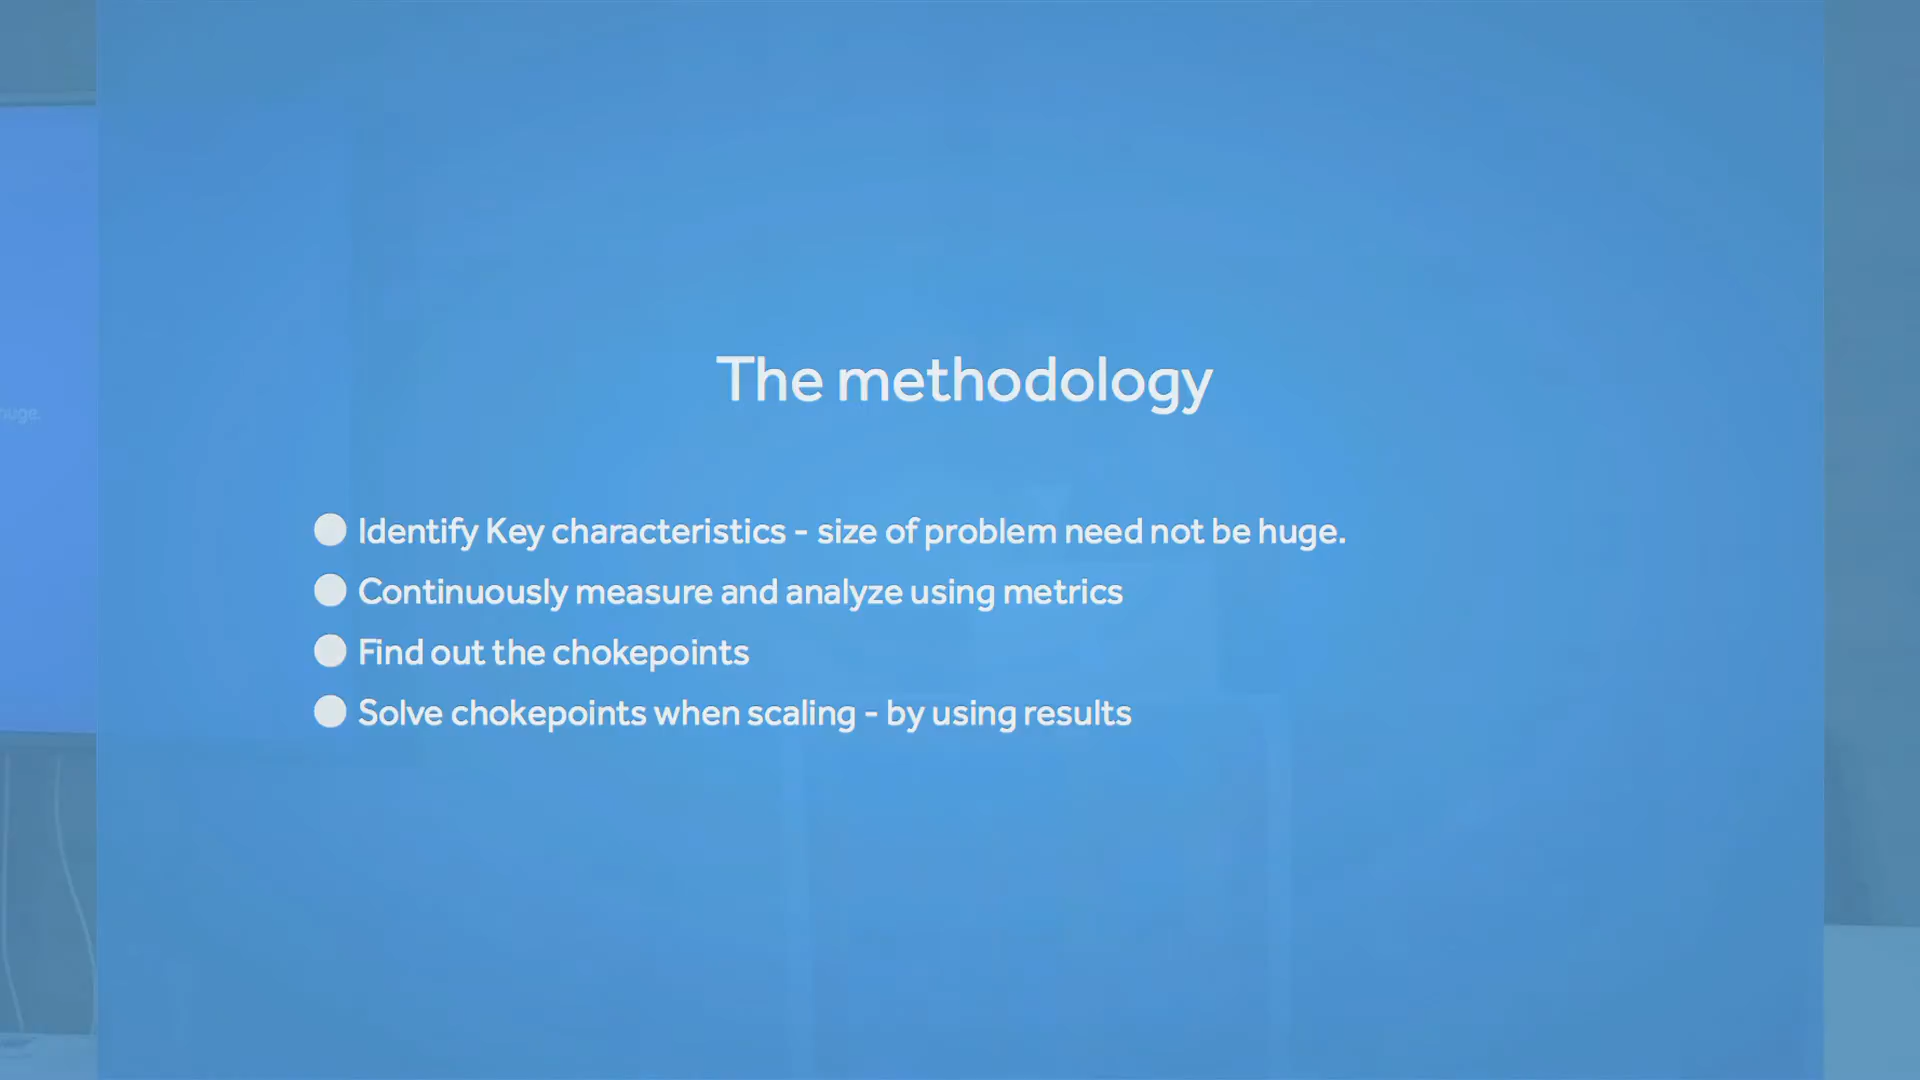 The methodology
Identify Key characteristics - size of problem need not be huge.
Continuously measure and analyze using metrics
Find out the chokepoints
Solve chokepoints when scaling - by using results
huge.